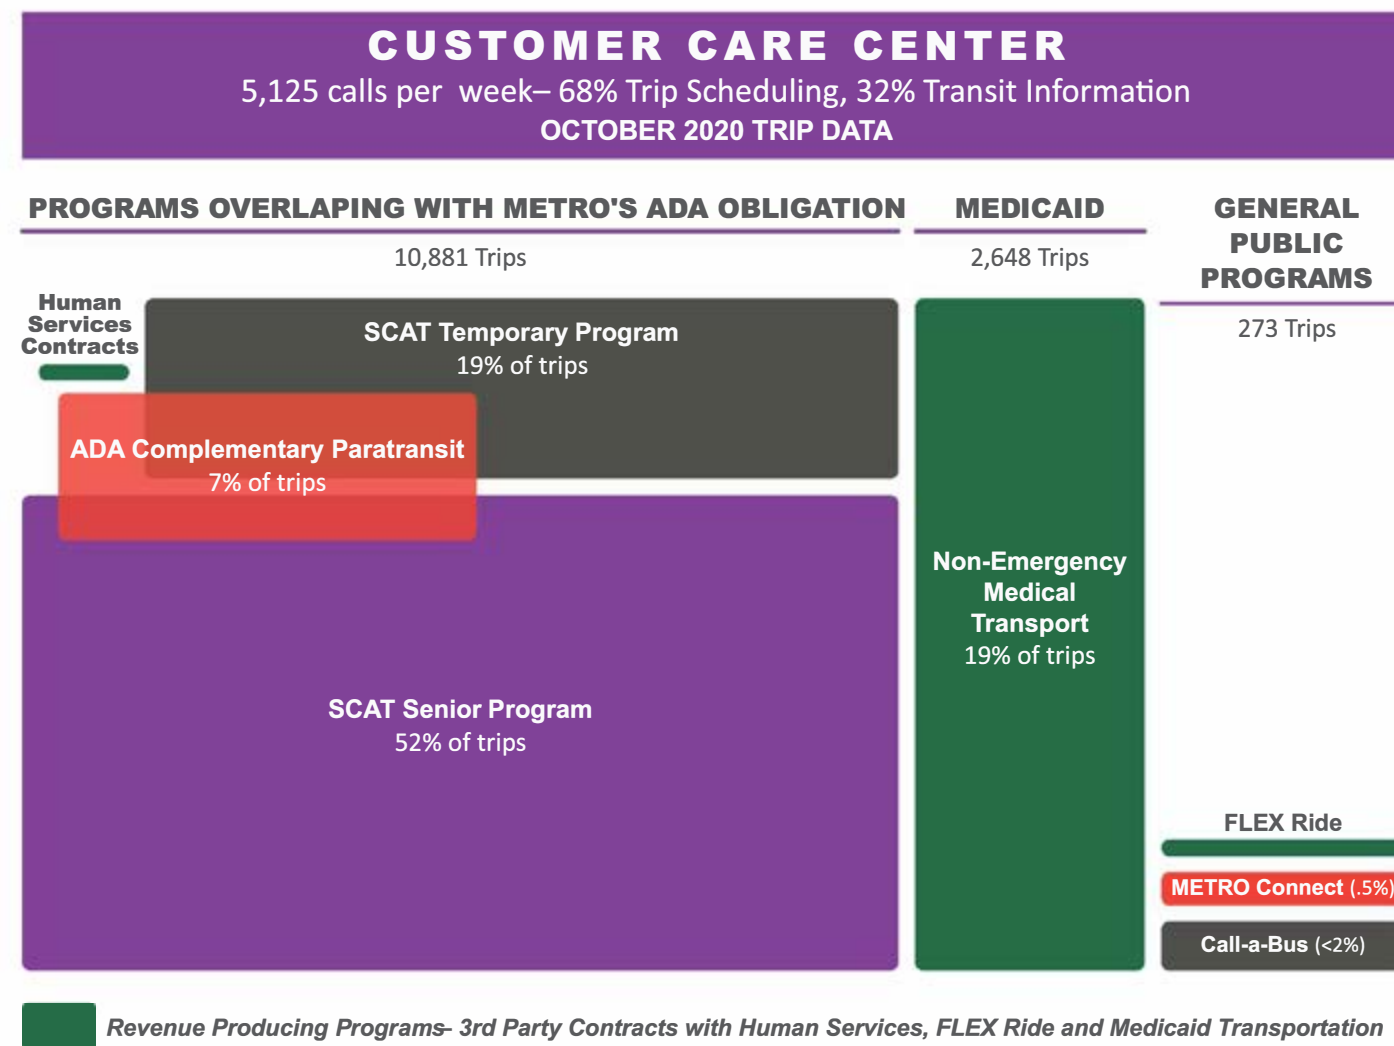 CUSTOMER CARE CENTER
5,125 calls per week– 68% Trip Scheduling, 32% Transit Information
OCTOBER 2020 TRIP DATA
PROGRAMS OVERLAPING WITH METRO'S ADA OBLIGATION
10,881 Trips
MEDICAID
2,648 Trips
GENERAL
PUBLIC
PROGRAMS
273 Trips
Human
Services
Contracts
SCAT Temporary Program
19% of trips
ADA Complementary Paratransit
7% of trips
SCAT Senior Program
52% of trips
Non-Emergency
Medical
Transport
19% of trips
FLEX Ride
METRO Connect (.5%)
Call-a-Bus (<2%)
Revenue Producing Programs– 3rd Party Contracts with Human Services, FLEX Ride and Medicaid Transportation